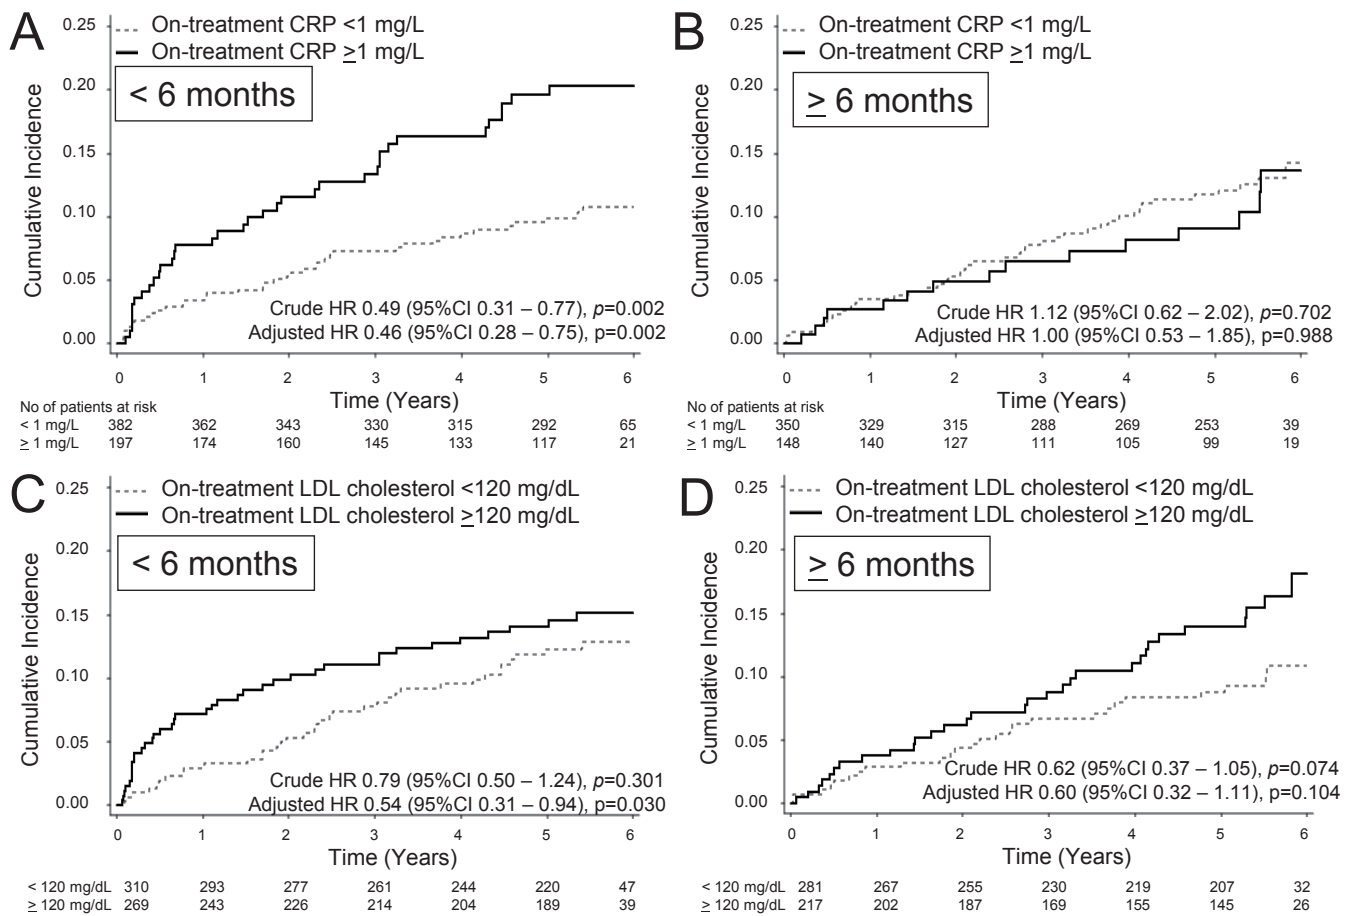 A
0.25
On-treatment CRP <1 mg/L
On-treatment CRP ≥1 mg/L
< 6 months
0.20
0.15
0.10
0.05
0.00
Cumulative Incidence
Crude HR 0.49 (95%CI 0.31 – 0.77), p=0.002
Adjusted HR 0.46 (95%CI 0.28 – 0.75), p=0.002
0 1 2 3 4 5 6
Time (Years)
No of patients at risk
< 1 mg/L 382 362 343 330 315 292 65
≥ 1 mg/L 197 174 160 145 133 117 21
B
0.25
On-treatment CRP <1 mg/L
On-treatment CRP ≥1 mg/L
≥ 6 months
0.20
0.15
0.10
0.05
0.00
Cumulative Incidence
Crude HR 1.12 (95%CI 0.62 – 2.02), p=0.702
Adjusted HR 1.00 (95%CI 0.53 – 1.85), p=0.988
0 1 2 3 4 5 6
Time (Years)
No of patients at risk
< 1 mg/L 350 329 315 288 269 253 39
≥ 1 mg/L 148 140 127 111 105 99 19
C
0.25
On-treatment LDL cholesterol <120 mg/dL
On-treatment LDL cholesterol ≥120 mg/dL
< 6 months
0.20
0.15
0.10
0.05
0.00
Cumulative Incidence
Crude HR 0.79 (95%CI 0.50 – 1.24), p=0.301
Adjusted HR 0.54 (95%CI 0.31 – 0.94), p=0.030
0 1 2 3 4 5 6
Time (Years)
< 120 mg/dL 310 293 277 261 244 220 47
≥ 120 mg/dL 269 243 226 214 204 189 39
D
0.25
On-treatment LDL cholesterol <120 mg/dL
On-treatment LDL cholesterol ≥120 mg/dL
≥ 6 months
0.20
0.15
0.10
0.05
0.00
Cumulative Incidence
Crude HR 0.62 (95%CI 0.37 – 1.05), p=0.074
Adjusted HR 0.60 (95%CI 0.32 – 1.11), p=0.104
0 1 2 3 4 5 6
Time (Years)
< 120 mg/dL 281 267 255 230 219 207 32
≥ 120 mg/dL 217 202 187 169 155 145 26